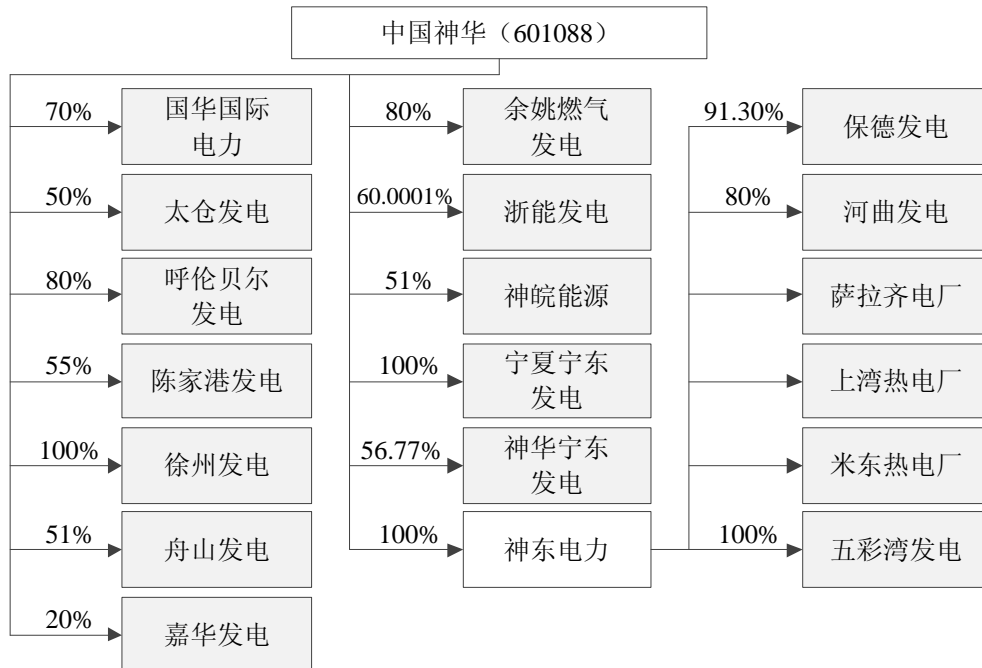 中国神华（601088）
70%
国华国际
电力
50%
太仓发电
80%
呼伦贝尔
发电
55%
陈家港发电
100%
徐州发电
51%
舟山发电
20%
嘉华发电
80%
余姚燃气
发电
60.0001%
浙能发电
51%
神皖能源
100%
宁夏宁东
发电
56.77%
神华宁东
发电
100%
神东电力
91.30%
保德发电
80%
河曲发电
萨拉齐电厂
上湾热电厂
米东热电厂
100%
五彩湾发电